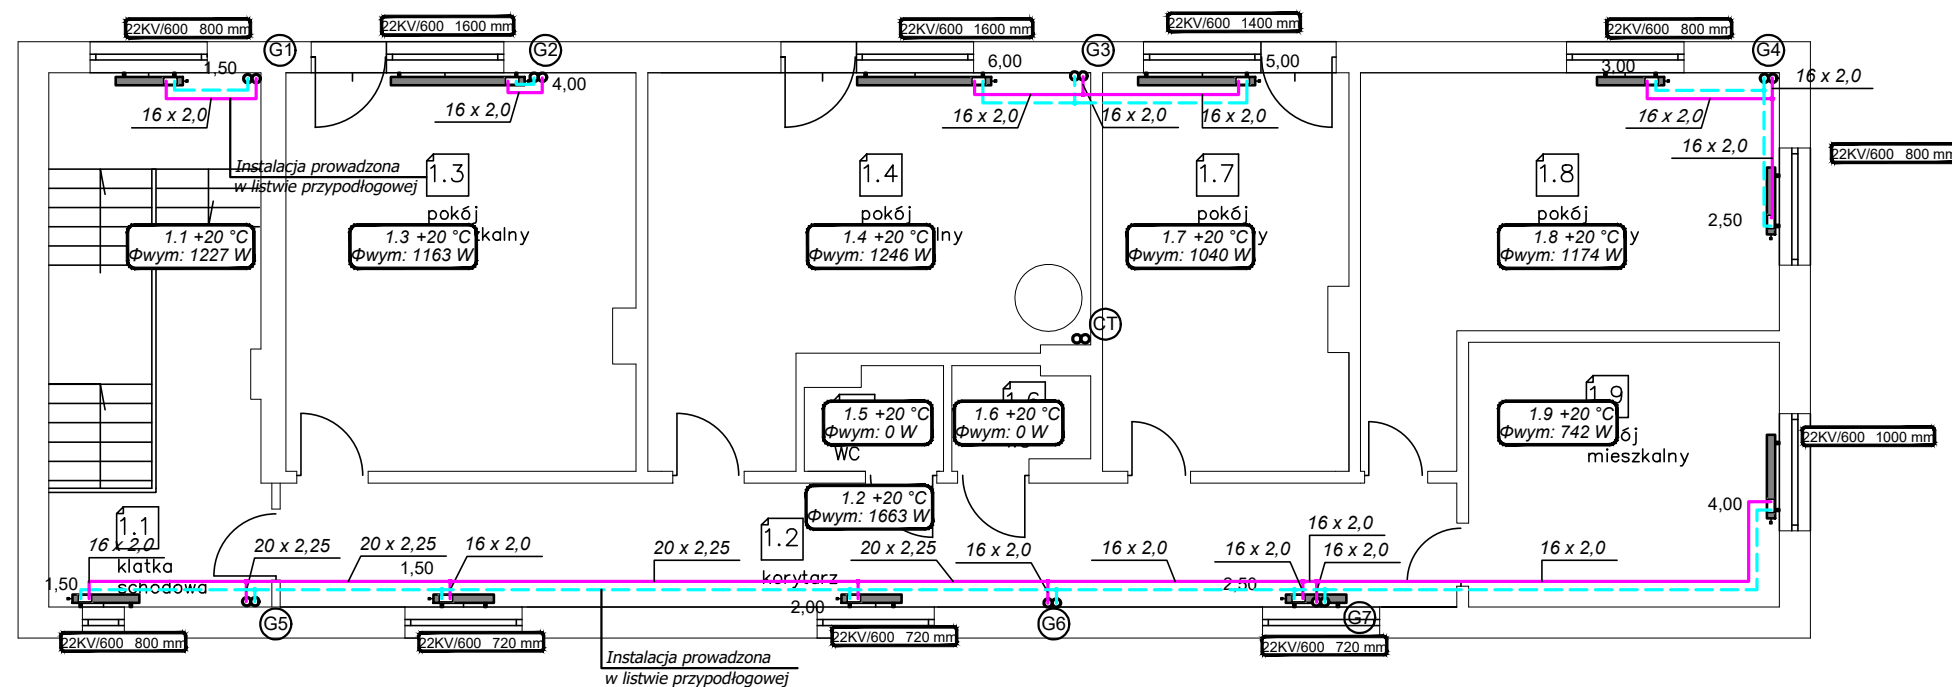 22KV/600 800 mm
22KV/600 1600 mm
22KV/600 1600 mm
22KV/600 1400 mm
22KV/600 800 mm
G1
G2
G3
G4
1,50
4,00
6,00
5,00
3,00
16 x 2,0
16 x 2,0
16 x 2,0
16 x 2,0
16 x 2,0
16 x 2,0
16 x 2,0
16 x 2,0
22KV/600 800 mm
Instalacja prowadzona
w listwie przypodłogowej
1.3
pokój
1.4
pokój
1.7
pokój
1.8
pokój
2,50
1.1 +20 °C
Φwym: 1227 W
1.3 +20 °C
Φwym: 1163 W
1.4 +20 °C
Φwym: 1246 W
1.7 +20 °C
Φwym: 1040 W
1.8 +20 °C
Φwym: 1174 W
CT
1.5 +20 °C
Φwym: 0 W
WC
1.6 +20 °C
Φwym: 0 W
1.9
1.9 +20 °C
Φwym: 742 W
mieszkalny
22KV/600 1000 mm
4,00
1.2 +20 °C
Φwym: 1663 W
1.1
klatka
schodowa
1.2
korytarz
16 x 2,0
20 x 2,25
20 x 2,25
16 x 2,0
20 x 2,25
20 x 2,25
16 x 2,0
16 x 2,0
16 x 2,0
16 x 2,0
16 x 2,0
16 x 2,0
1,50
1,50
2,00
2,50
G5
G6
G7
22KV/600 800 mm
22KV/600 720 mm
22KV/600 720 mm
22KV/600 720 mm
Instalacja prowadzona
w listwie przypodłogowej